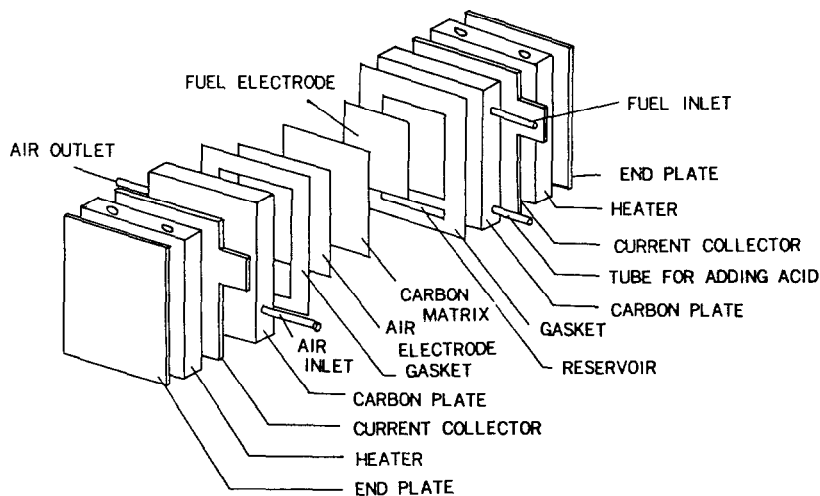 FUEL ELECTRODE
FUEL INLET
AIR OUTLET
END PLATE
HEATER
CURRENT COLLECTOR
TUBE FOR ADDING ACID
CARBON PLATE
GASKET
RESERVOIR
CARBON
MATRIX
AIR
ELECTRODE
GASKET
AIR
INLET
CARBON PLATE
CURRENT COLLECTOR
HEATER
END PLATE